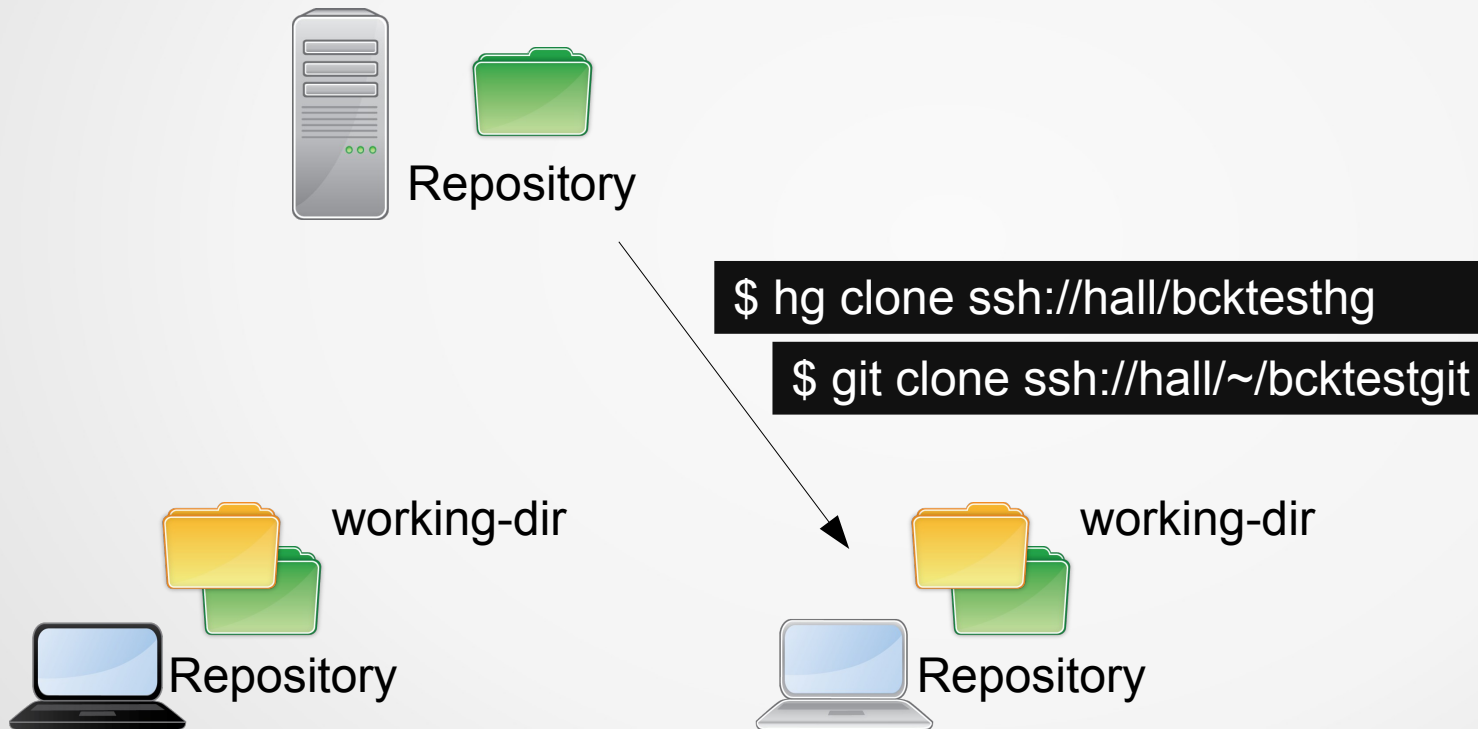 Repository
$ hg clone ssh://hall/bcktesthg
$ git clone ssh://hall/~/bcktestgit
working-dir
working-dir
Repository
Repository